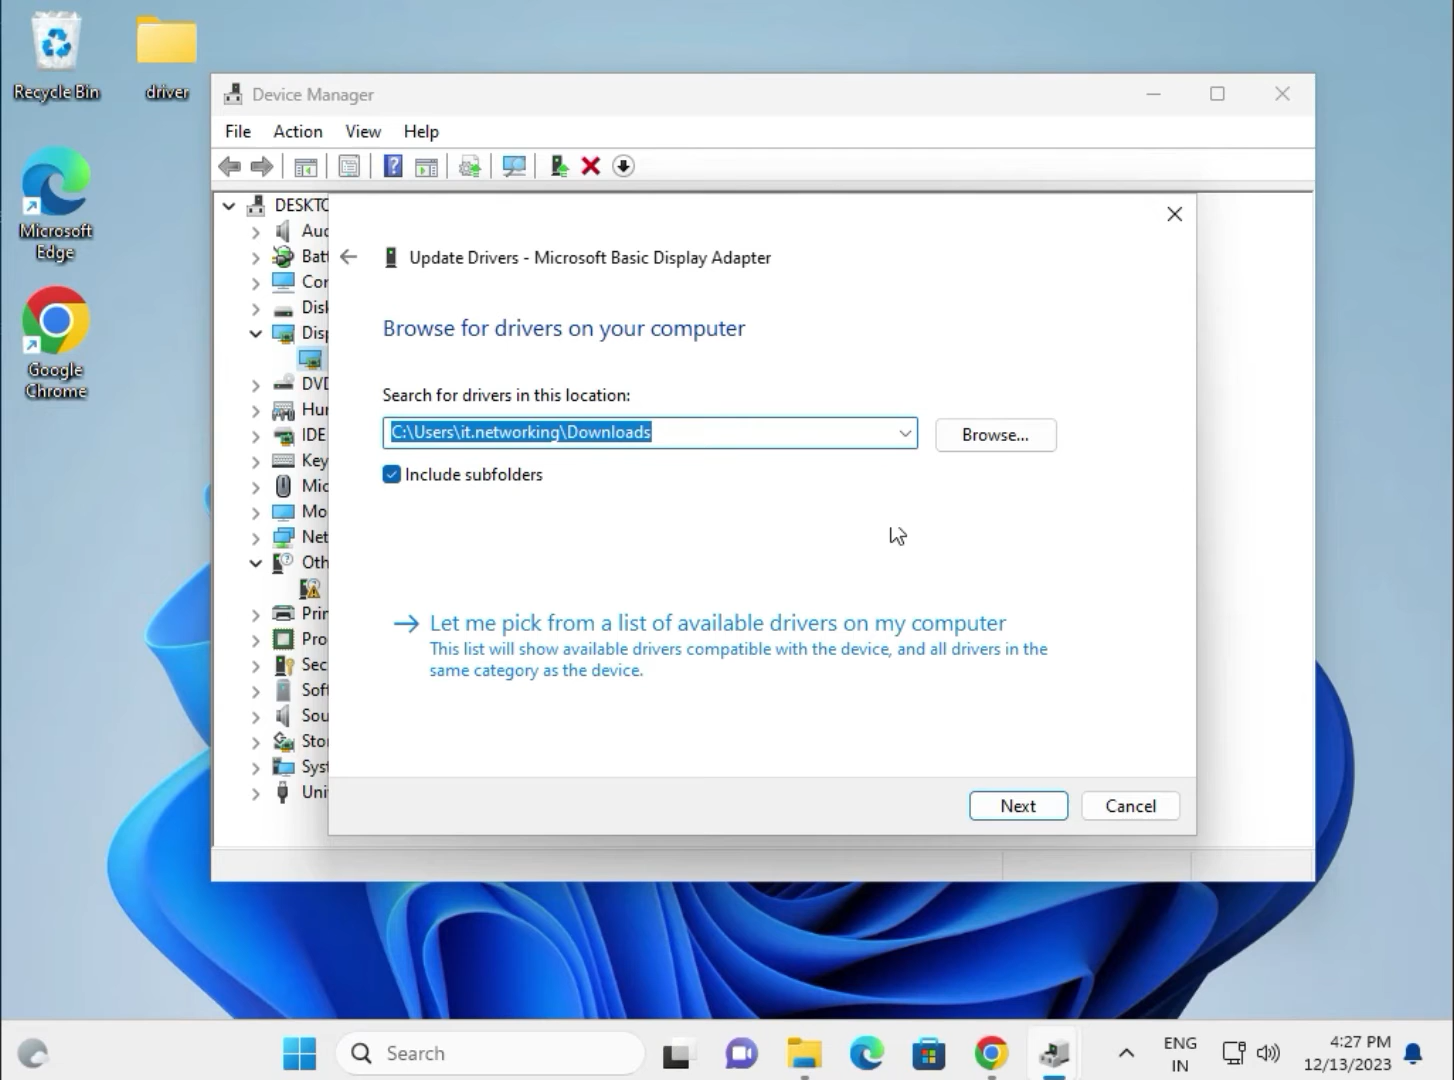 Recycle Bin
driver
Microsoft
Edge
Google
Chrome
Device Manager
File Action View Help
DESKTO
Aud
Batt
Cor
Disk
Disp
DVD
Hur
IDE
Key
Mic
Mo
Net
Oth
Prin
Pro
Sec
Soft
Sou
Sto
Syst
Uni
Update Drivers - Microsoft Basic Display Adapter
Browse for drivers on your computer
Search for drivers in this location:
C:\Users\it.networking\Downloads
Browse...
Include subfolders
Let me pick from a list of available drivers on my computer
This list will show available drivers compatible with the device, and all drivers in the
same category as the device.
Next
Cancel
Search
ENG
IN
4:27 PM
12/13/2023